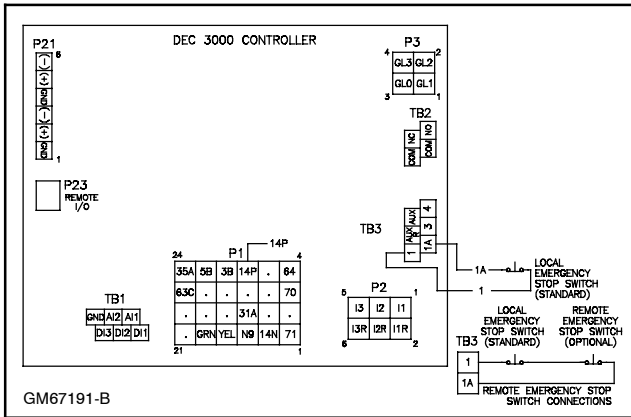 DEC 3000 CONTROLLER
P21
6
(-)
(+)
GND
(-)
(+)
GND
1
P23
REMOTE
I/O
P3
4 2
GL3 GL2
GL0 GL1
3 1
TB2
NC NO
COM COM
TB3
AUX 4
AUX R 3
1 1A
14P
P1
24 4
35A 5B 3B 14P . 64
63C . . . . 70
. . . 31A . .
. GRN YEL N9 14N 71
21 1
TB1
GND AI2 AI1
DI3 DI2 DI1
P2
5 1
I3 I2 I1
I3R I2R I1R
6 2
1A
1
LOCAL
EMERGENCY
STOP SWITCH
(STANDARD)
LOCAL
EMERGENCY
STOP SWITCH
(STANDARD)
REMOTE
EMERGENCY
STOP SWITCH
(OPTIONAL)
TB3
1
1A
REMOTE EMERGENCY STOP
SWITCH CONNECTIONS
GM67191-B